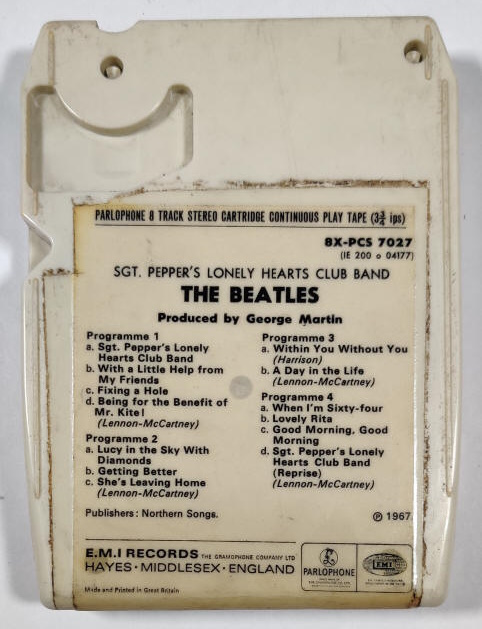 PARLOPHONE 8 TRACK STEREO CARTRIDGE CONTINUOUS PLAY TAPE (3¾ ips)
8X-PCS 7027
(IE 200 o 04177)
SGT. PEPPER'S LONELY HEARTS CLUB BAND
THE BEATLES
Produced by George Martin
Programme 1
a. Sgt. Pepper's Lonely
Hearts Club Band
b. With a Little Help from
My Friends
c. Fixing a Hole
d. Being for the Benefit of
Mr. Kite!
(Lennon-McCartney)
Programme 2
a. Lucy in the Sky With
Diamonds
b. Getting Better
c. She's Leaving Home
(Lennon-McCartney)
Programme 3
a. Within You Without You
(Harrison)
b. A Day in the Life
(Lennon-McCartney)
Programme 4
a. When I'm Sixty-four
b. Lovely Rita
c. Good Morning, Good
Morning
d. Sgt. Pepper's Lonely
Hearts Club Band
(Reprise)
(Lennon-McCartney)
Publishers: Northern Songs.
℗ 1967
E.M.I RECORDS THE GRAMOPHONE COMPANY LTD
HAYES · MIDDLESEX · ENGLAND
PARLOPHONE
EMI
Made and Printed in Great Britain